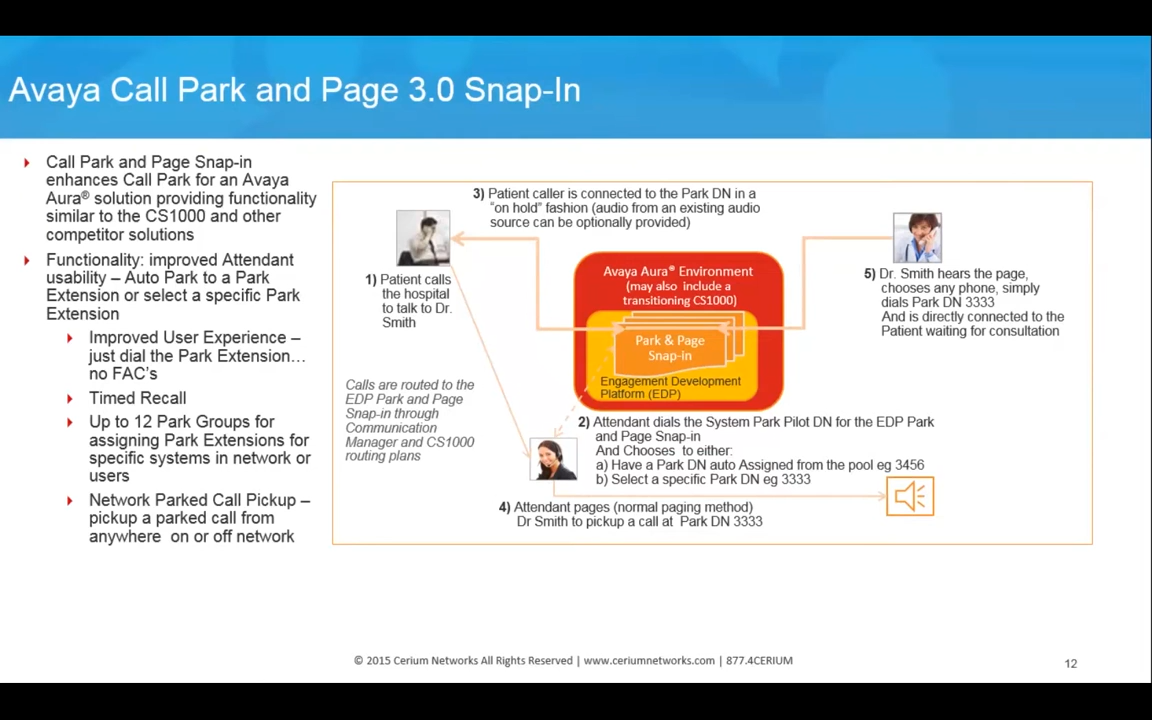 Avaya Call Park and Page 3.0 Snap-In
Call Park and Page Snap-in
enhances Call Park for an Avaya
Aura® solution providing functionality
similar to the CS1000 and other
competitor solutions
Functionality: improved Attendant
usability – Auto Park to a Park
Extension or select a specific Park
Extension
Improved User Experience –
just dial the Park Extension…
no FAC's
Timed Recall
Up to 12 Park Groups for
assigning Park Extensions for
specific systems in network or
users
Network Parked Call Pickup –
pickup a parked call from
anywhere on or off network
3) Patient caller is connected to the Park DN in a
"on hold" fashion (audio from an existing audio
source can be optionally provided)
1) Patient calls
the hospital
to talk to Dr.
Smith
Avaya Aura® Environment
(may also include a
transitioning CS1000)
Park & Page
Snap-in
Engagement Development
Platform (EDP)
5) Dr. Smith hears the page,
chooses any phone, simply
dials Park DN 3333
And is directly connected to the
Patient waiting for consultation
Calls are routed to the
EDP Park and Page
Snap-in through
Communication
Manager and CS1000
routing plans
2) Attendant dials the System Park Pilot DN for the EDP Park
and Page Snap-in
And Chooses to either:
a) Have a Park DN auto Assigned from the pool eg 3456
b) Select a specific Park DN eg 3333
4) Attendant pages (normal paging method)
Dr Smith to pickup a call at Park DN 3333
© 2015 Cerium Networks All Rights Reserved | www.ceriumnetworks.com | 877.4CERIUM
12